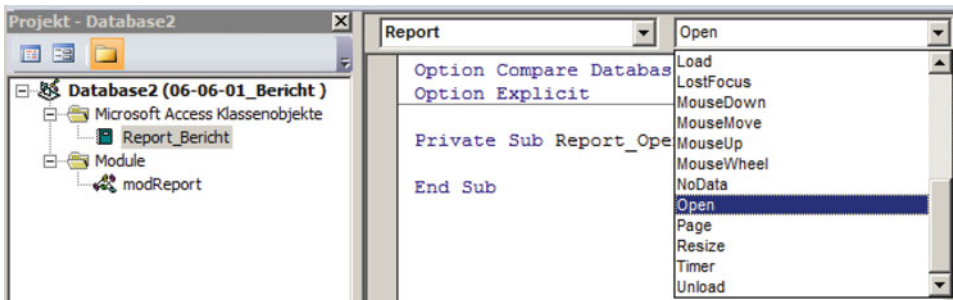 Projekt - Database2
Database2 (06-06-01_Bericht )
Microsoft Access Klassenobjekte
Report_Bericht
Module
modReport
Report
Open
Option Compare Databas
Option Explicit
Private Sub Report_Ope
End Sub
Load
LostFocus
MouseDown
MouseMove
MouseUp
MouseWheel
NoData
Open
Page
Resize
Timer
Unload